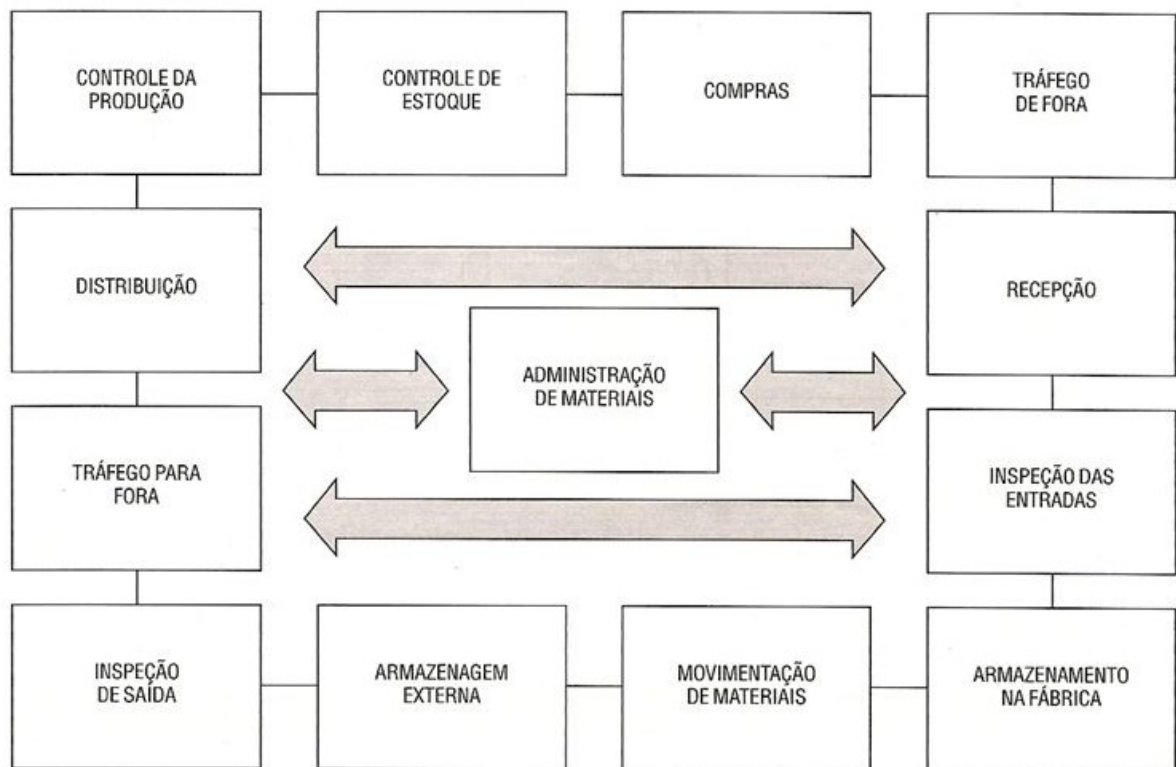 CONTROLE DA
PRODUÇÃO
CONTROLE DE
ESTOQUE
COMPRAS
TRÁFEGO
DE FORA
DISTRIBUIÇÃO
RECEPÇÃO
ADMINISTRAÇÃO
DE MATERIAIS
TRÁFEGO PARA
FORA
INSPEÇÃO DAS
ENTRADAS
INSPEÇÃO
DE SAÍDA
ARMAZENAGEM
EXTERNA
MOVIMENTAÇÃO
DE MATERIAIS
ARMAZENAMENTO
NA FÁBRICA